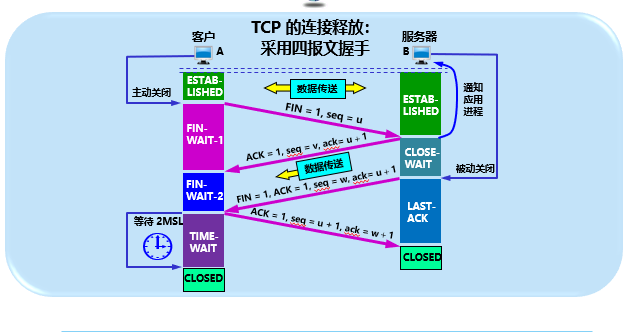 TCP 的连接释放:
采用四报文握手
客户
A
服务器
B
ESTAB-
LISHED
数据传送
ESTAB-
LISHED
通知
应用
进程
主动关闭
FIN = 1, seq = u
FIN-
WAIT-1
ACK = 1, seq = v, ack= u + 1
CLOSE-
WAIT
数据传送
被动关闭
FIN-
WAIT-2
FIN = 1, ACK = 1, seq = w, ack= u + 1
LAST-
ACK
ACK = 1, seq = u + 1, ack = w + 1
等待 2MSL
TIME-
WAIT
CLOSED
CLOSED